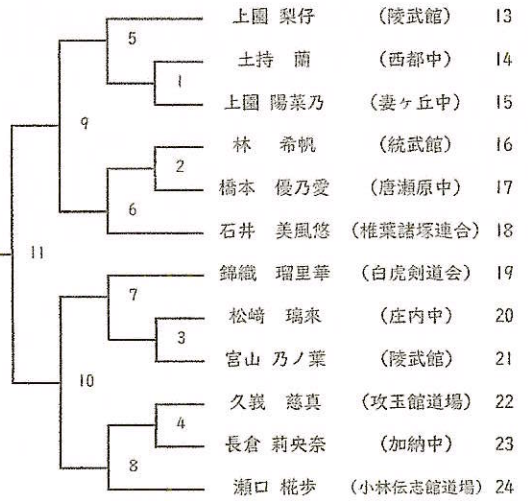 上園 梨仔 (陵武館) 13
5
土持 蘭 (西都中) 14
1
上園 陽菜乃 (妻ヶ丘中) 15
9
林 希帆 (統武館) 16
2
橋本 優乃愛 (唐瀬原中) 17
6
石井 美風悠 (椎葉諸塚連合) 18
11
錦織 瑠里華 (白虎剣道会) 19
7
松﨑 璃來 (庄内中) 20
3
宮山 乃ノ葉 (陵武館) 21
10
久峩 慈真 (攻玉館道場) 22
4
長倉 莉央奈 (加納中) 23
8
瀬口 椛歩 (小林伝志館道場) 24